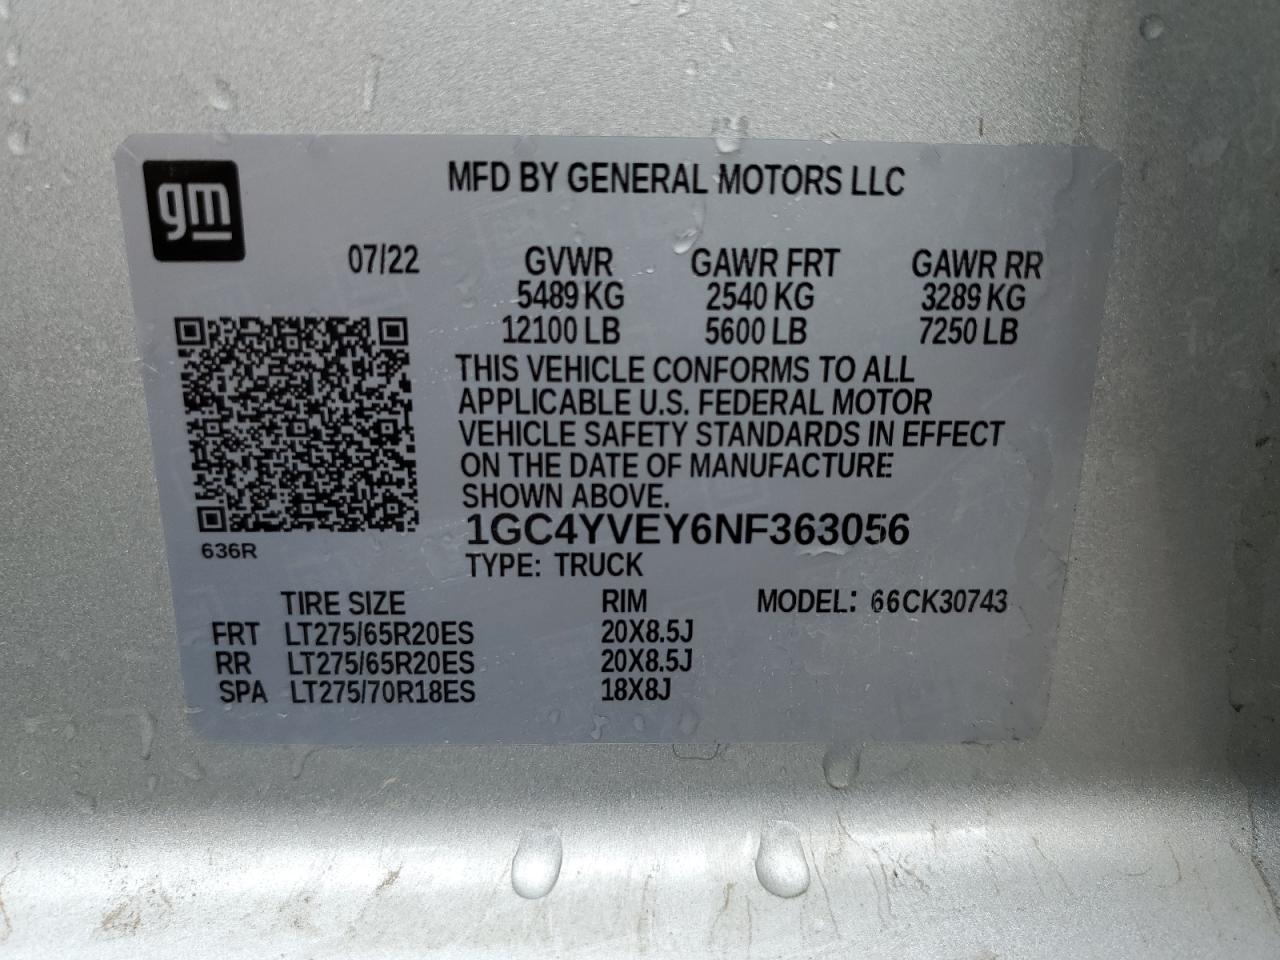 gm
MFD BY GENERAL MOTORS LLC
07/22 GVWR GAWR FRT GAWR RR
5489 KG 2540 KG 3289 KG
12100 LB 5600 LB 7250 LB
THIS VEHICLE CONFORMS TO ALL
APPLICABLE U.S. FEDERAL MOTOR
VEHICLE SAFETY STANDARDS IN EFFECT
ON THE DATE OF MANUFACTURE
SHOWN ABOVE.
1GC4YVEY6NF363056
636R
TYPE: TRUCK
TIRE SIZE RIM MODEL: 66CK30743
FRT LT275/65R20ES 20X8.5J
RR LT275/65R20ES 20X8.5J
SPA LT275/70R18ES 18X8J